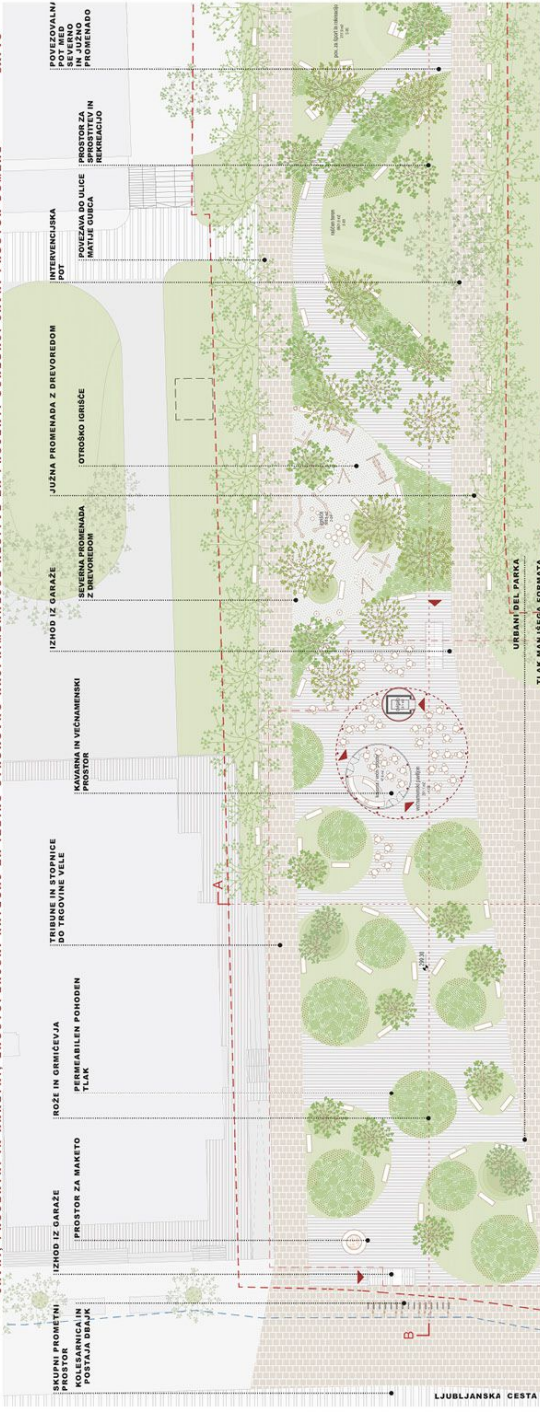 SKUPNI PROMETNI
PROSTOR
KOLESARNICA IN
POSTAJA DBAJK
IZHOD IZ GARAŽE
PROSTOR ZA MAKETO
ROŽE IN GRMIČEVJA
PERMEABILEN POHODEN
TLAK
TRIBUNE IN STOPNICE
DO TRGOVINE VELE
KAVARNA IN VEČNAMENSKI
PROSTOR
IZHOD IZ GARAŽE
SEVERNA PROMENADA
Z DREVOREDOM
JUŽNA PROMENADA Z DREVOREDOM
OTROŠKO IGRIŠČE
INTERVENCIJSKA
POT
POVEZAVA DO ULICE
MATIJE GUBCA
PROSTOR ZA
SPROSTITEV IN
REKREACIJO
POVEZOVALNA
POT MED
SEVERNO
IN JUŽNO
PROMENADO
A
B
URBANI DEL PARKA
TLAK MANJŠEGA FORMATA
LJUBLJANSKA CESTA